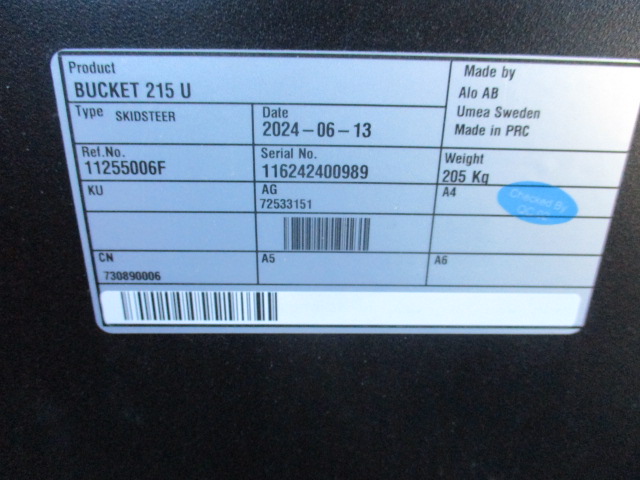 Product
BUCKET 215 U
Made by
Alo AB
Umea Sweden
Made in PRC
Type SKIDSTEER
Date
2024-06-13
Ref.No.
11255006F
Serial No.
116242400989
Weight
205 Kg
KU
AG
72533151
A4
Checked By
CN
730890006
A5
A6